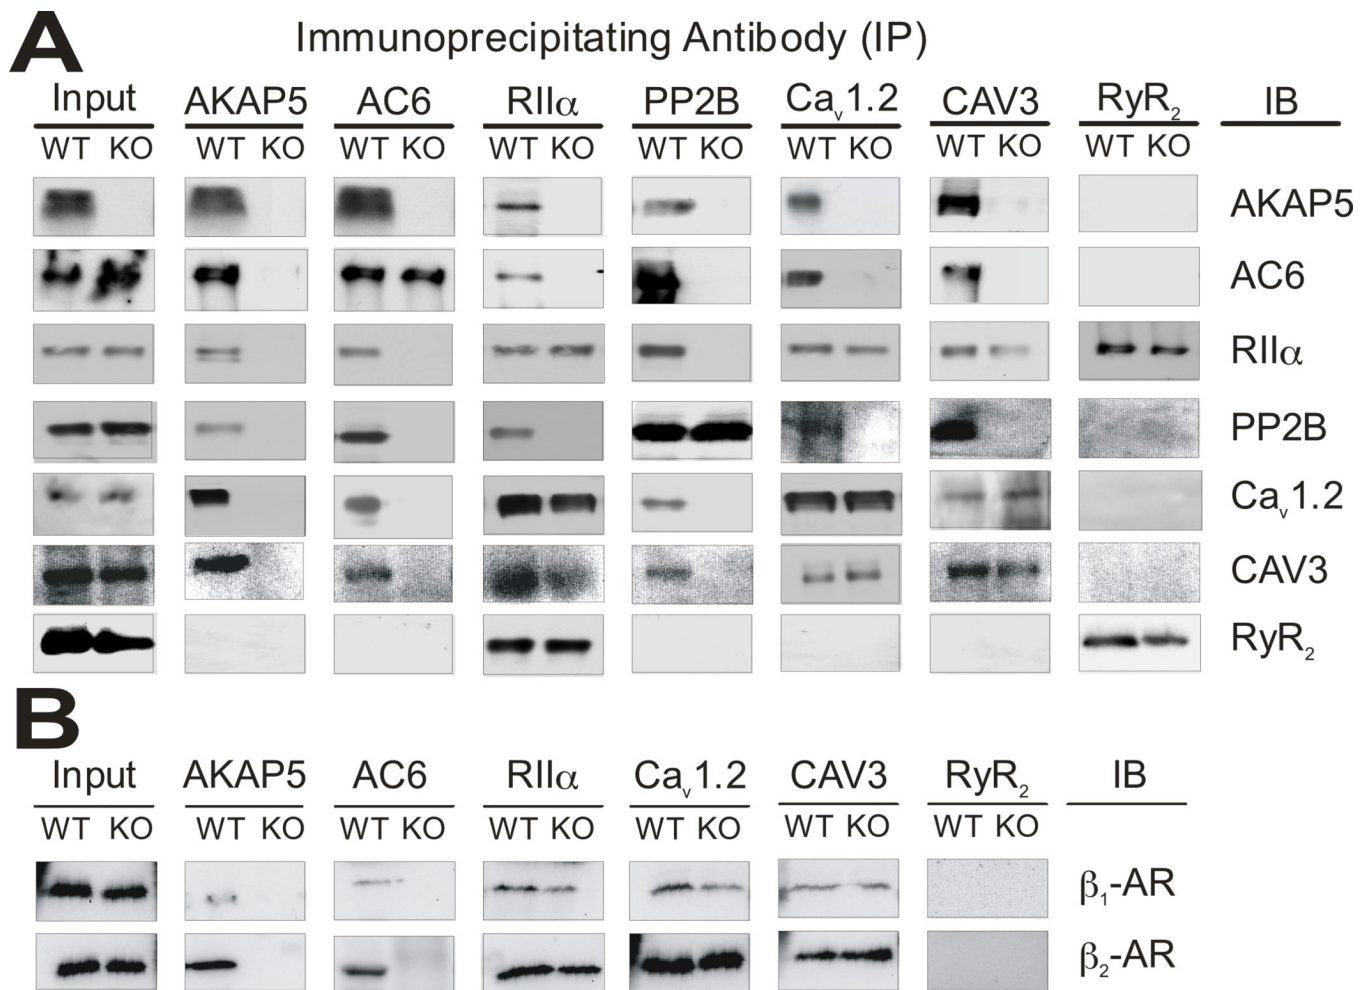 A
Immunoprecipitating Antibody (IP)
Input AKAP5 AC6 RIIα PP2B Caᵥ1.2 CAV3 RyR₂ IB
WT KO WT KO WT KO WT KO WT KO WT KO WT KO WT KO
AKAP5
AC6
RIIα
PP2B
Caᵥ1.2
CAV3
RyR₂
B
Input AKAP5 AC6 RIIα Caᵥ1.2 CAV3 RyR₂ IB
WT KO WT KO WT KO WT KO WT KO WT KO WT KO
β₁-AR
β₂-AR